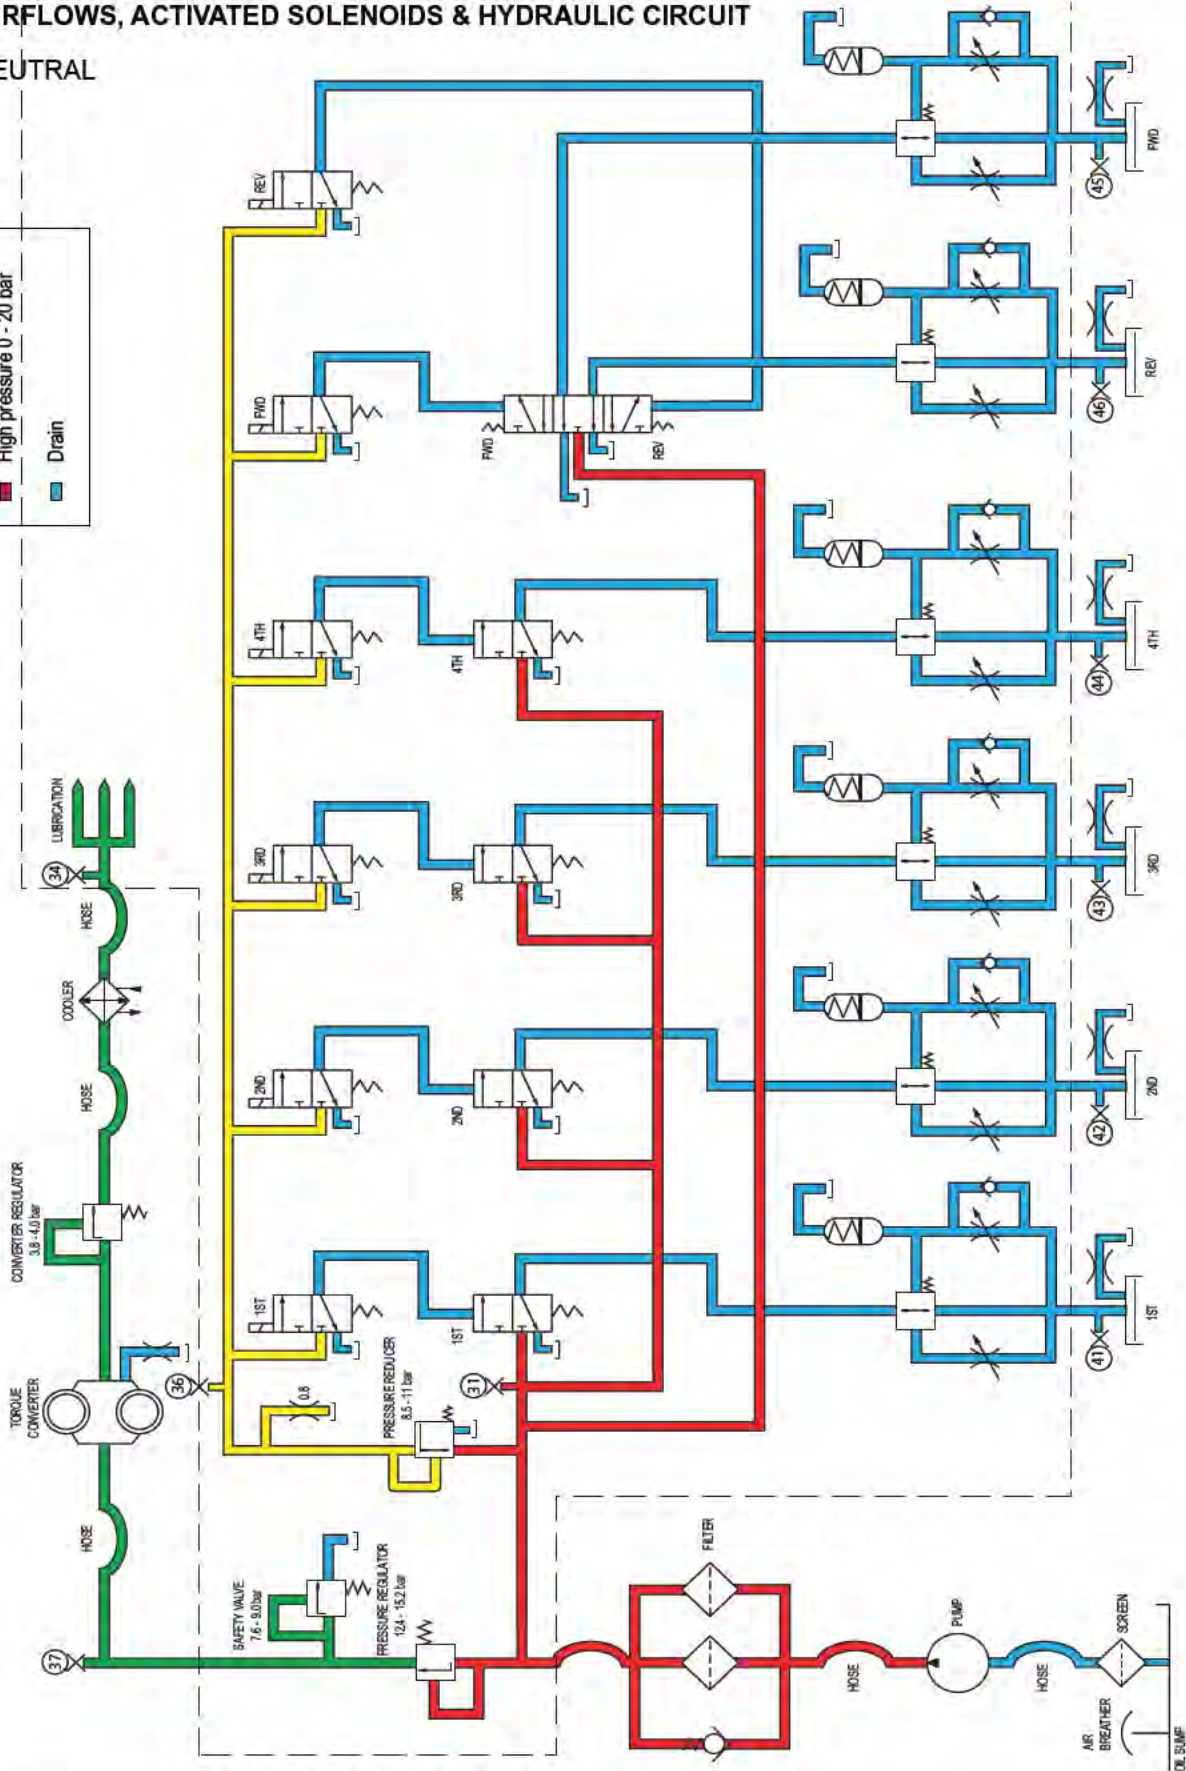 RFLOWS, ACTIVATED SOLENOIDS & HYDRAULIC CIRCUIT
EUTRAL
High pressure 0 - 20 bar
Drain
REV
FWD
4TH
3RD
2ND
1ST
FWD
REV
4TH
3RD
2ND
1ST
LUBRICATION
34
HOSE
COOLER
HOSE
CONVERTER REGULATOR
3.8 - 4.0 bar
TORQUE
CONVERTER
HOSE
37
36
0.8
PRESSURE REDUCER
8.5 - 11 bar
31
SAFETY VALVE
7.6 - 9.0 bar
PRESSURE REGULATOR
12.4 - 15.2 bar
FILTER
HOSE
PUMP
HOSE
SCREEN
AIR
BREATHER
OIL SUMP
45
FWD
46
REV
44
4TH
43
3RD
42
2ND
41
1ST